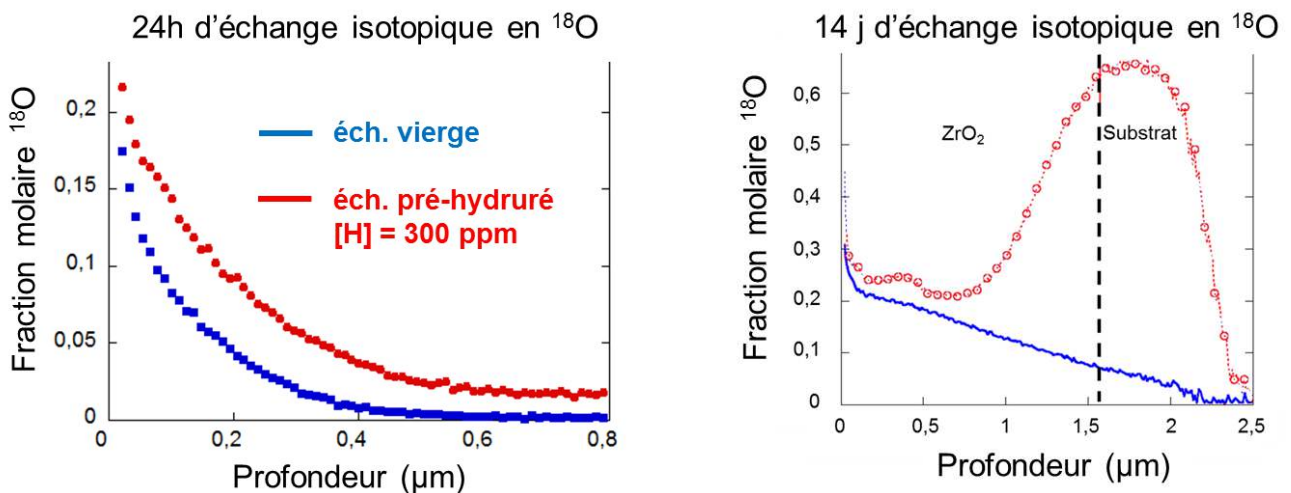 24h d'échange isotopique en ¹⁸O
Fraction molaire ¹⁸O
0,2
0,15
0,1
0,05
0
éch. vierge
éch. pré-hydruré
[H] = 300 ppm
0
0,2
0,4
0,6
0,8
Profondeur (µm)
14 j d'échange isotopique en ¹⁸O
Fraction molaire ¹⁸O
0,6
0,5
0,4
0,3
0,2
0,1
0
ZrO₂
Substrat
0
0,5
1
1,5
2
2,5
Profondeur (µm)